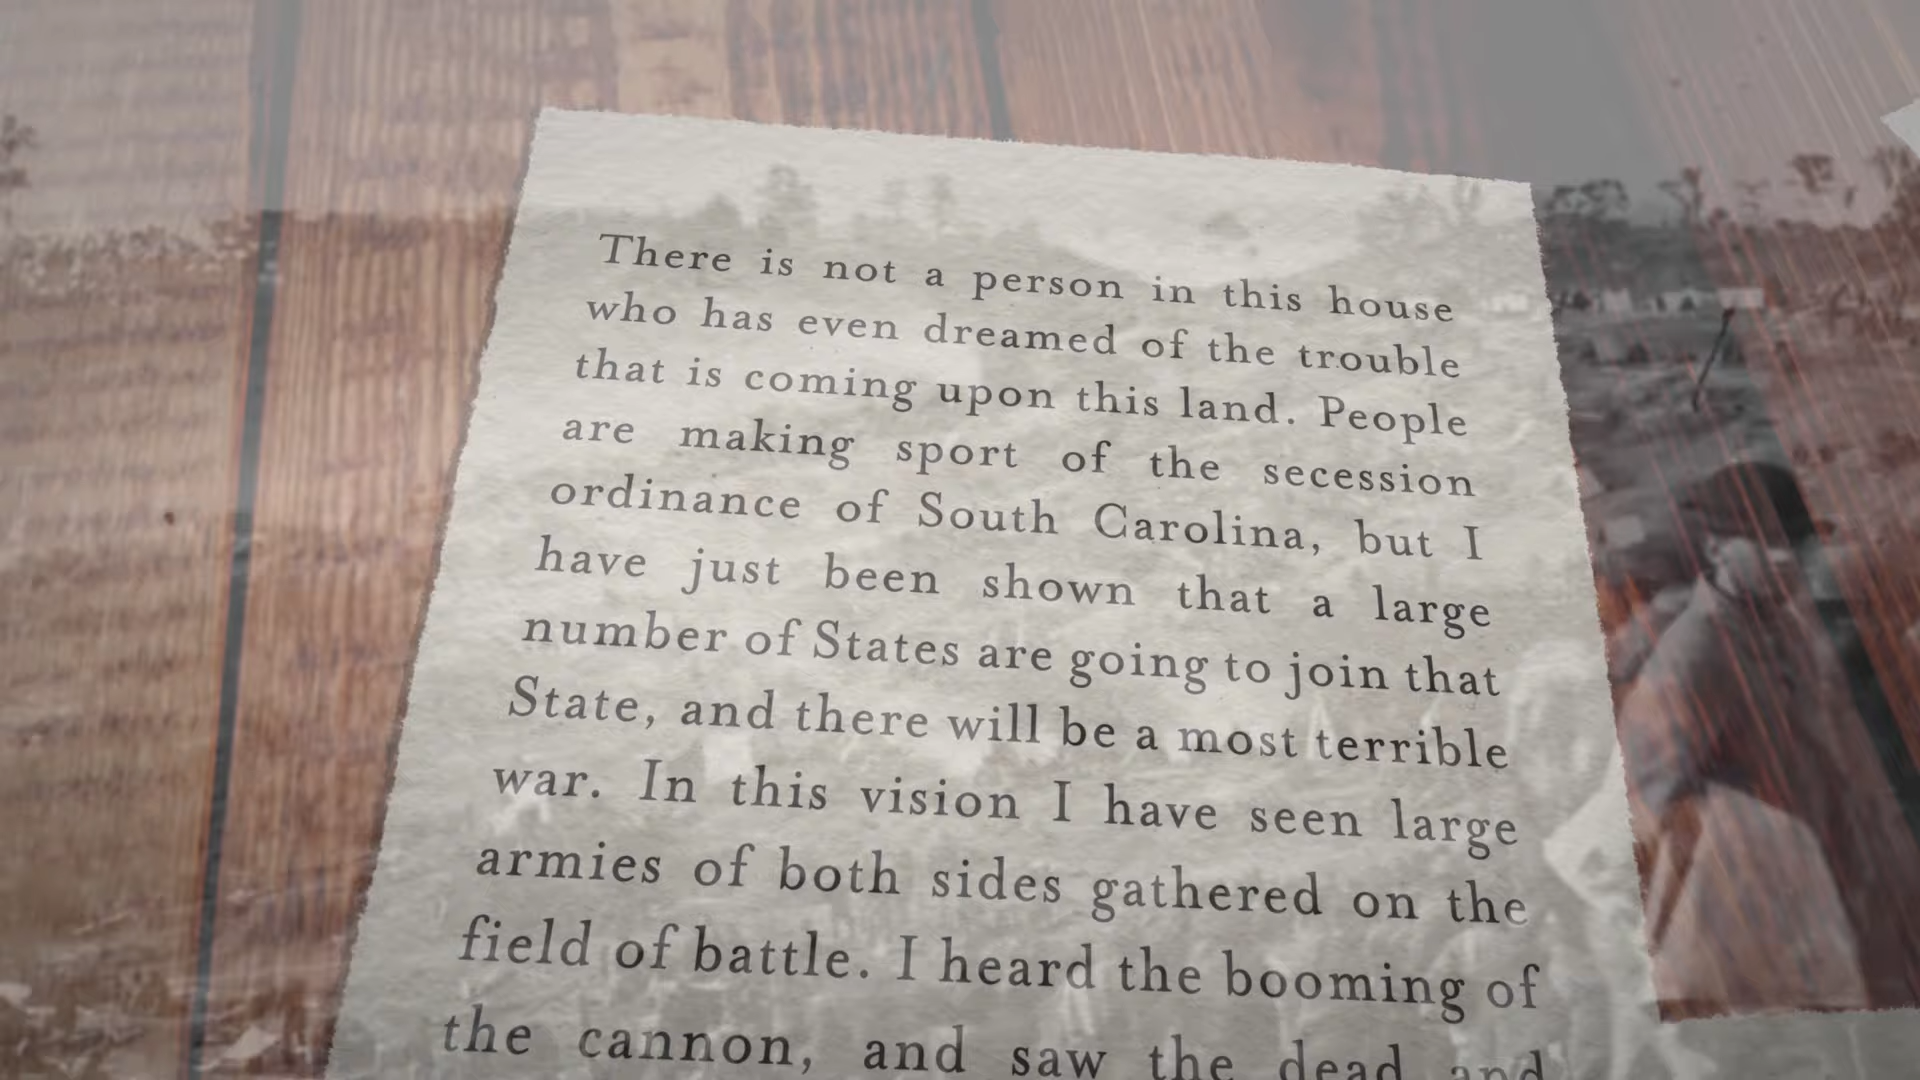 There is not a person in this house
who has even dreamed of the trouble
that is coming upon this land. People
are making sport of the secession
ordinance of South Carolina, but I
have just been shown that a large
number of States are going to join that
State, and there will be a most terrible
war. In this vision I have seen large
armies of both sides gathered on the
field of battle. I heard the booming of
the cannon, and saw the dead and